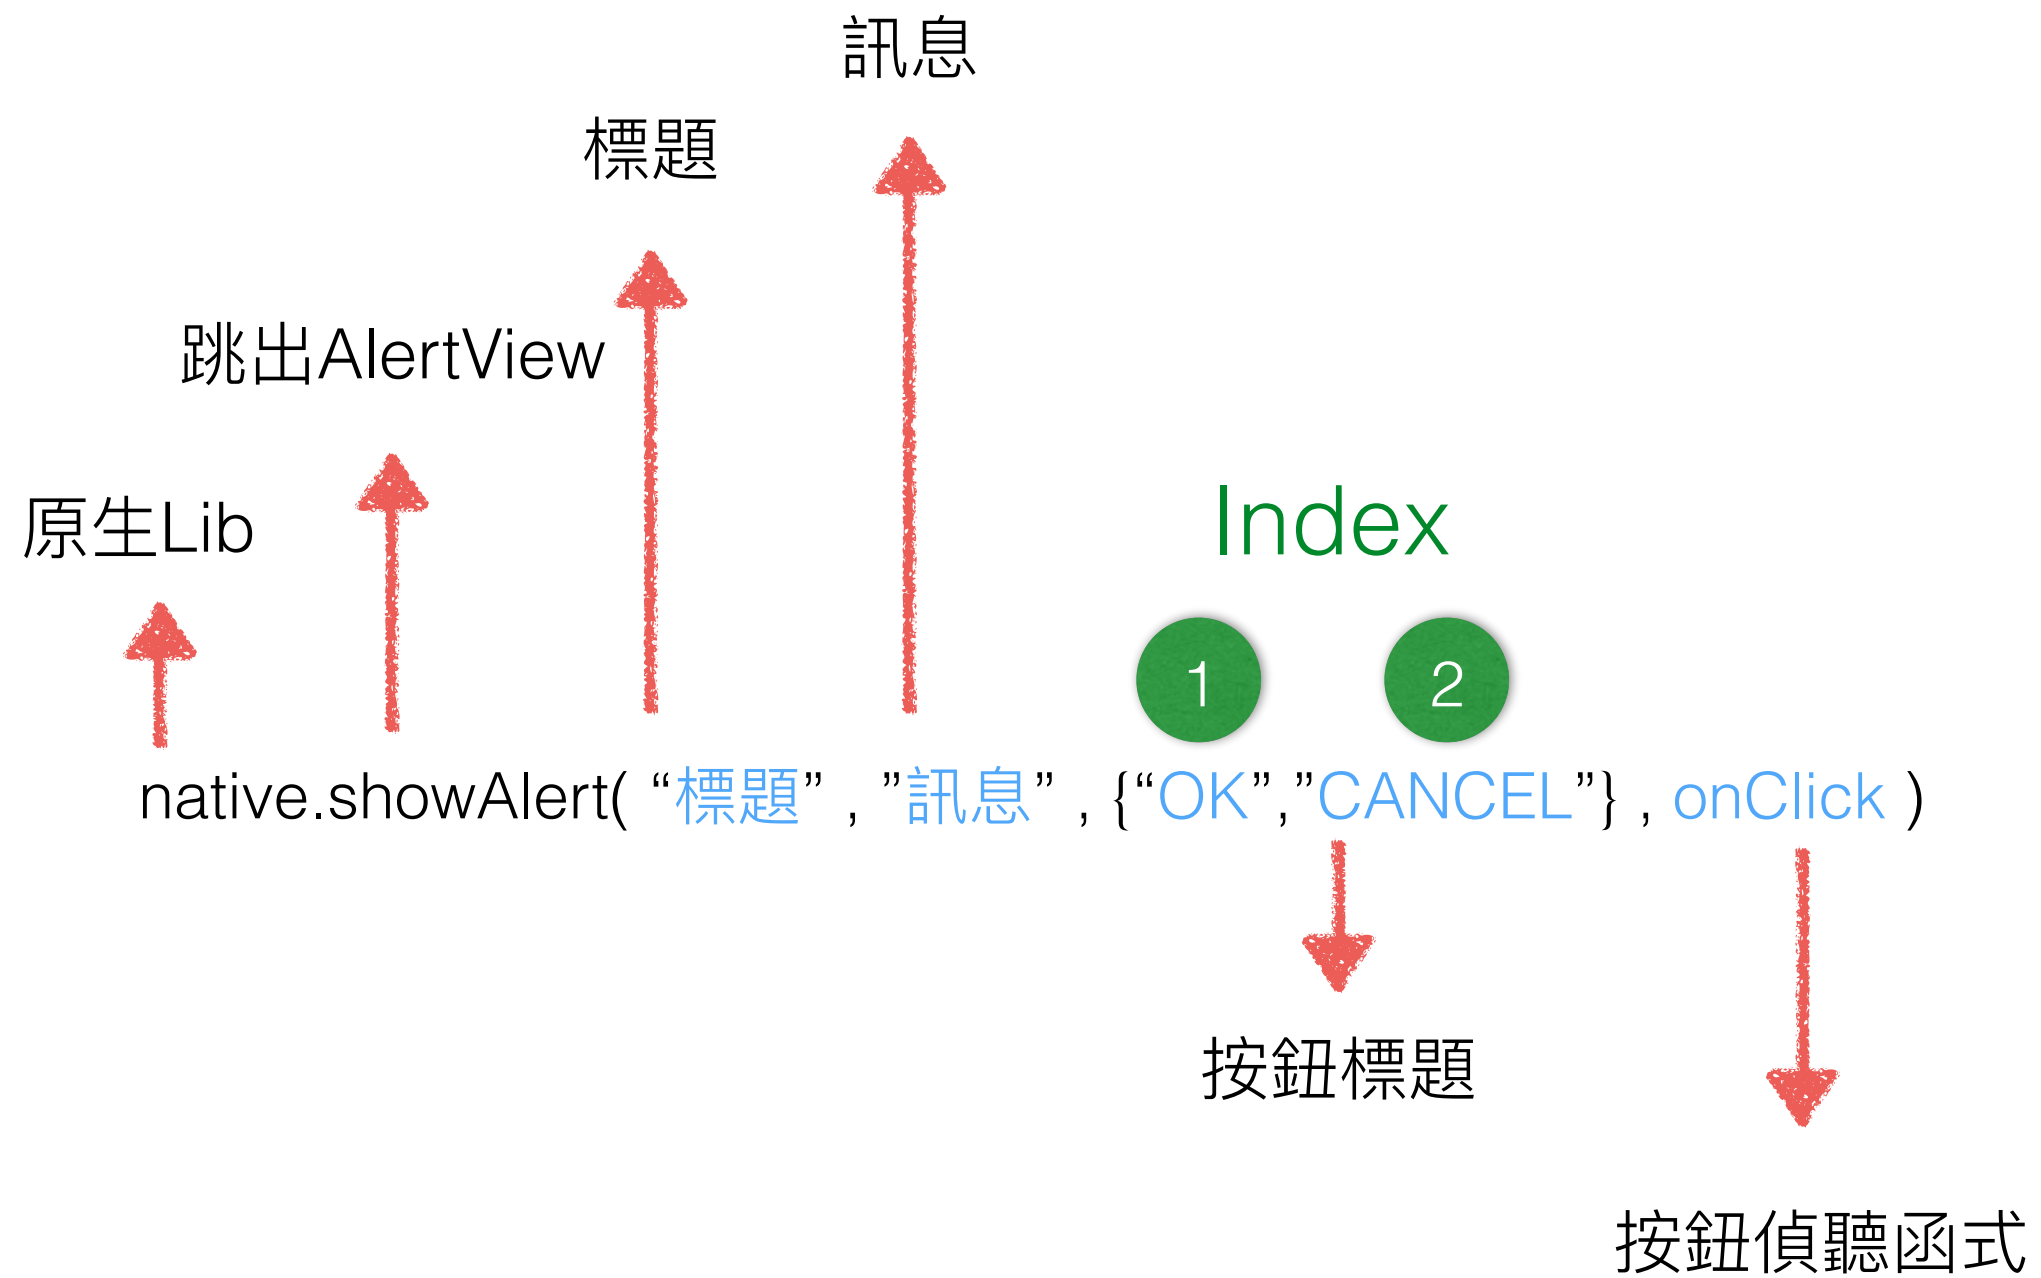 訊息
標題
跳出AlertView
原生Lib
Index
1 2
native.showAlert( “標題” , ”訊息” , {“OK”,”CANCEL”} , onClick )
按鈕標題
按鈕偵聽函式